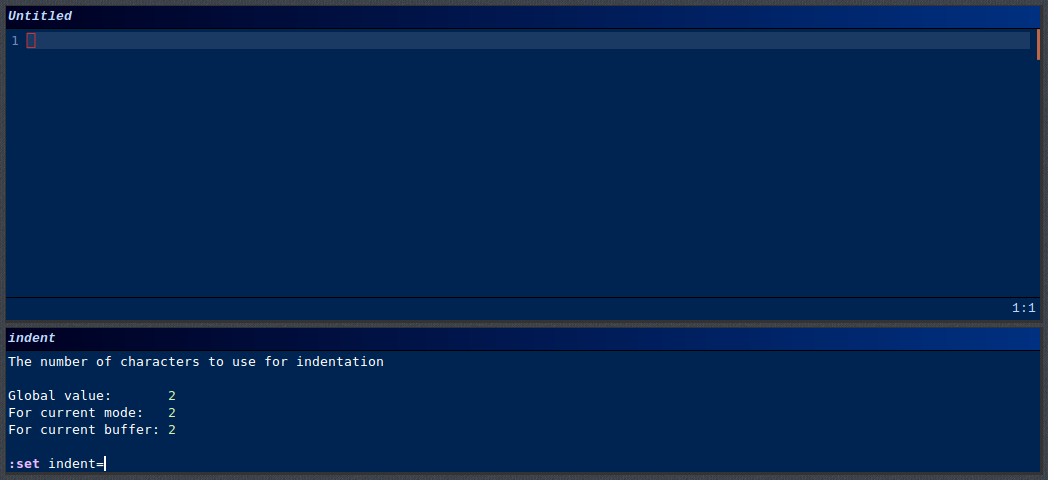 Untitled
1
1:1
indent
The number of characters to use for indentation
Global value: 2
For current mode: 2
For current buffer: 2
:set indent=